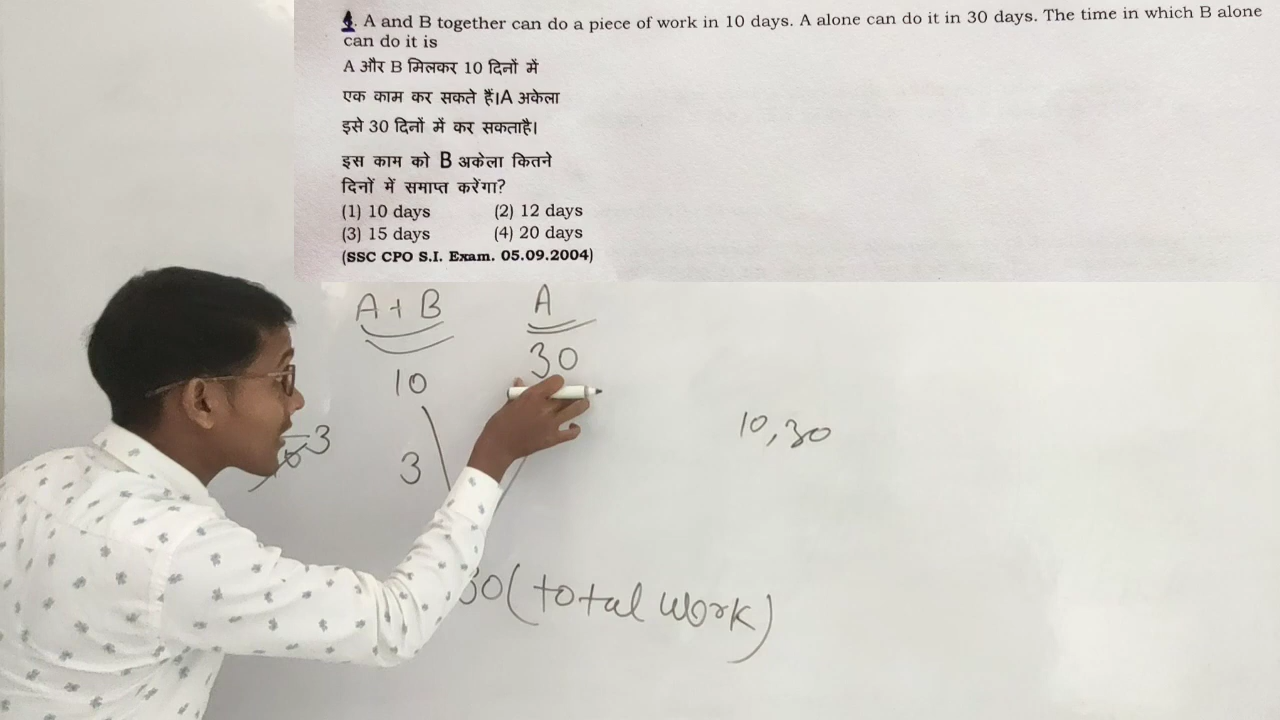 1. A and B together can do a piece of work in 10 days. A alone can do it in 30 days. The time in which B alone
can do it is
A और B मिलकर 10 दिनों में
एक काम कर सकते हैं।A अकेला
इसे 30 दिनों में कर सकताहै।
इस काम को B अकेला कितने
दिनों में समाप्त करेंगा?
(1) 10 days (2) 12 days
(3) 15 days (4) 20 days
(SSC CPO S.I. Exam. 05.09.2004)
A + B A
10 30
10, 30
3
3
30 (total work)